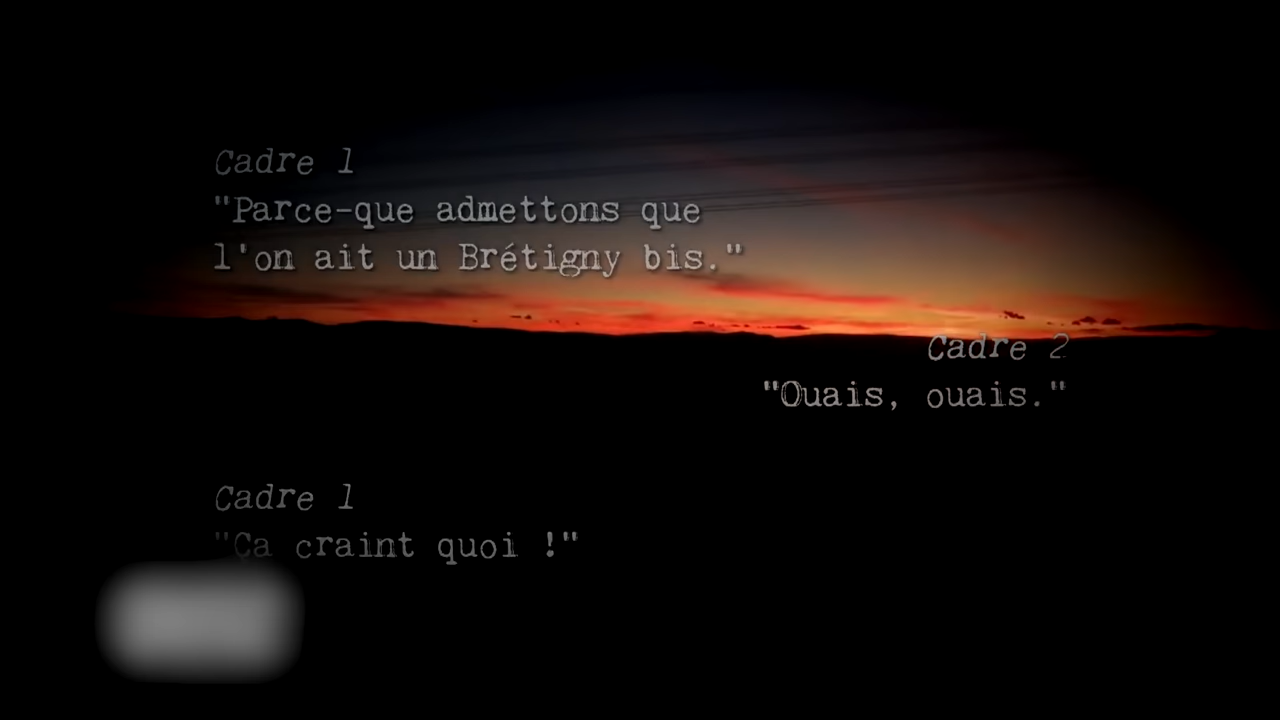 Cadre 1
"Parce-que admettons que
l'on ait un Brétigny bis."
Cadre 2
"Ouais, ouais."
Cadre 1
"Ça craint quoi !"